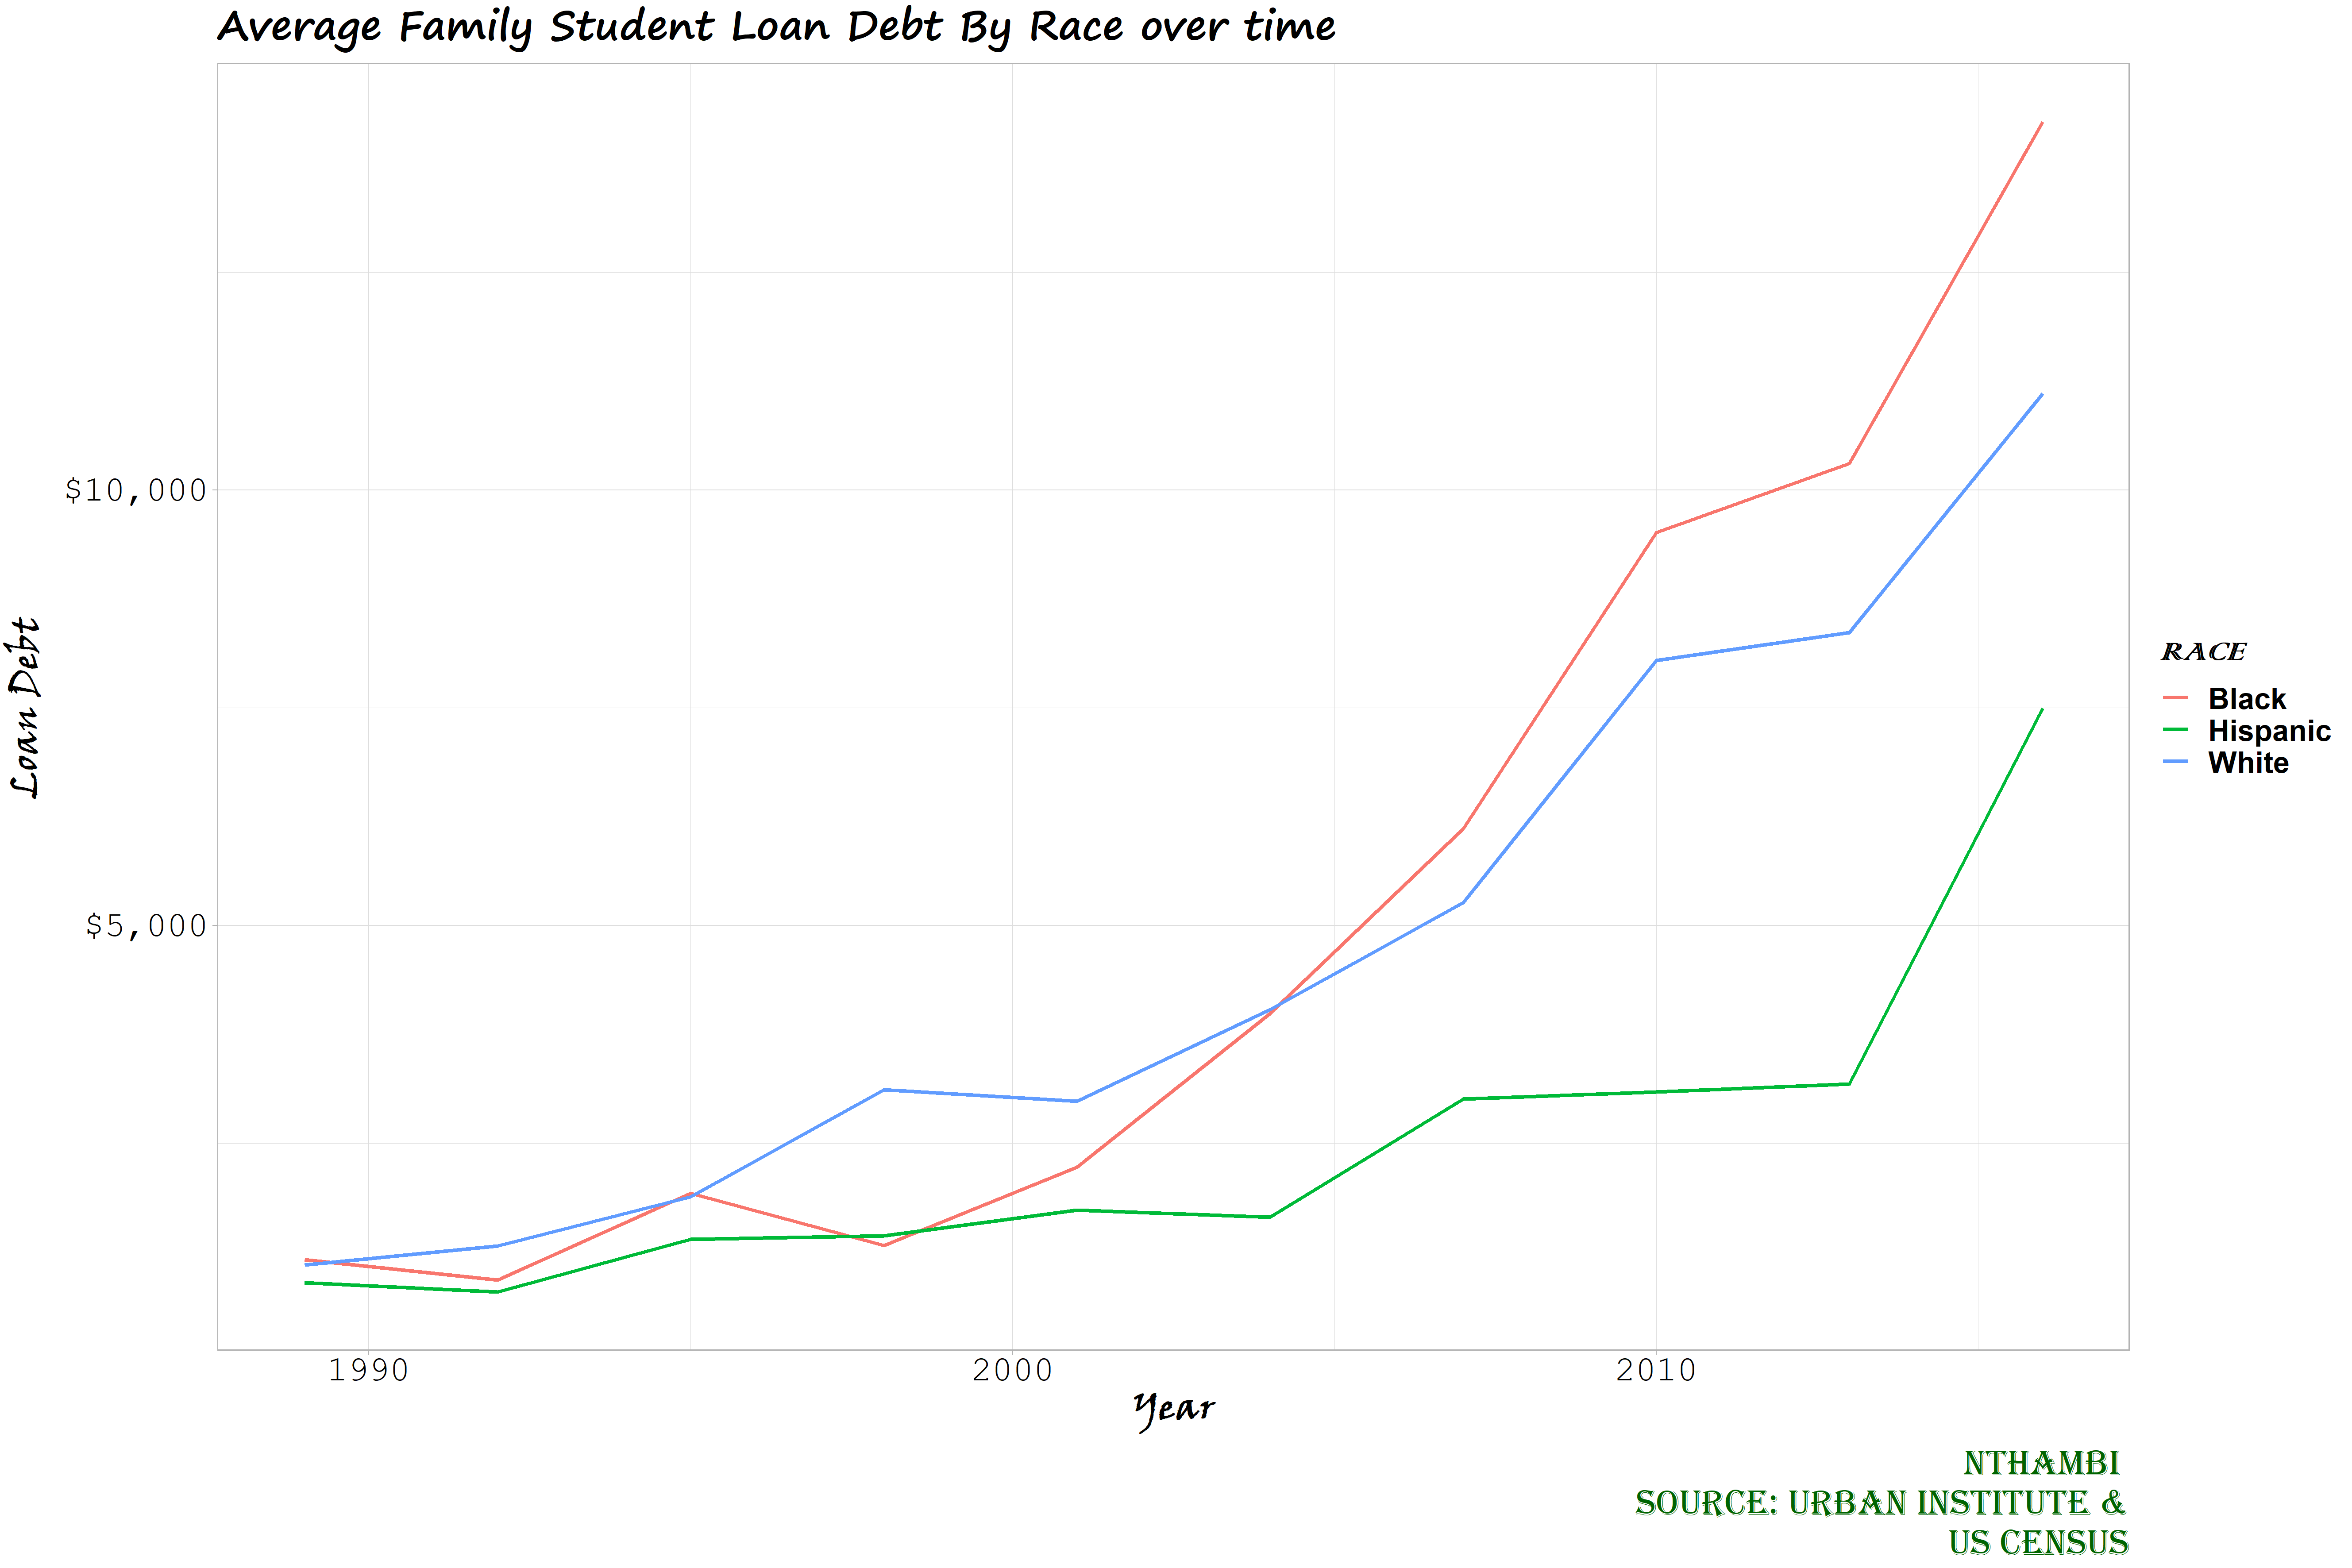 Average Family Student Loan Debt By Race over time
$10,000
$5,000
Loan Debt
1990
2000
2010
Year
RACE
Black
Hispanic
White
NTHAMBI
SOURCE: URBAN INSTITUTE &
US CENSUS